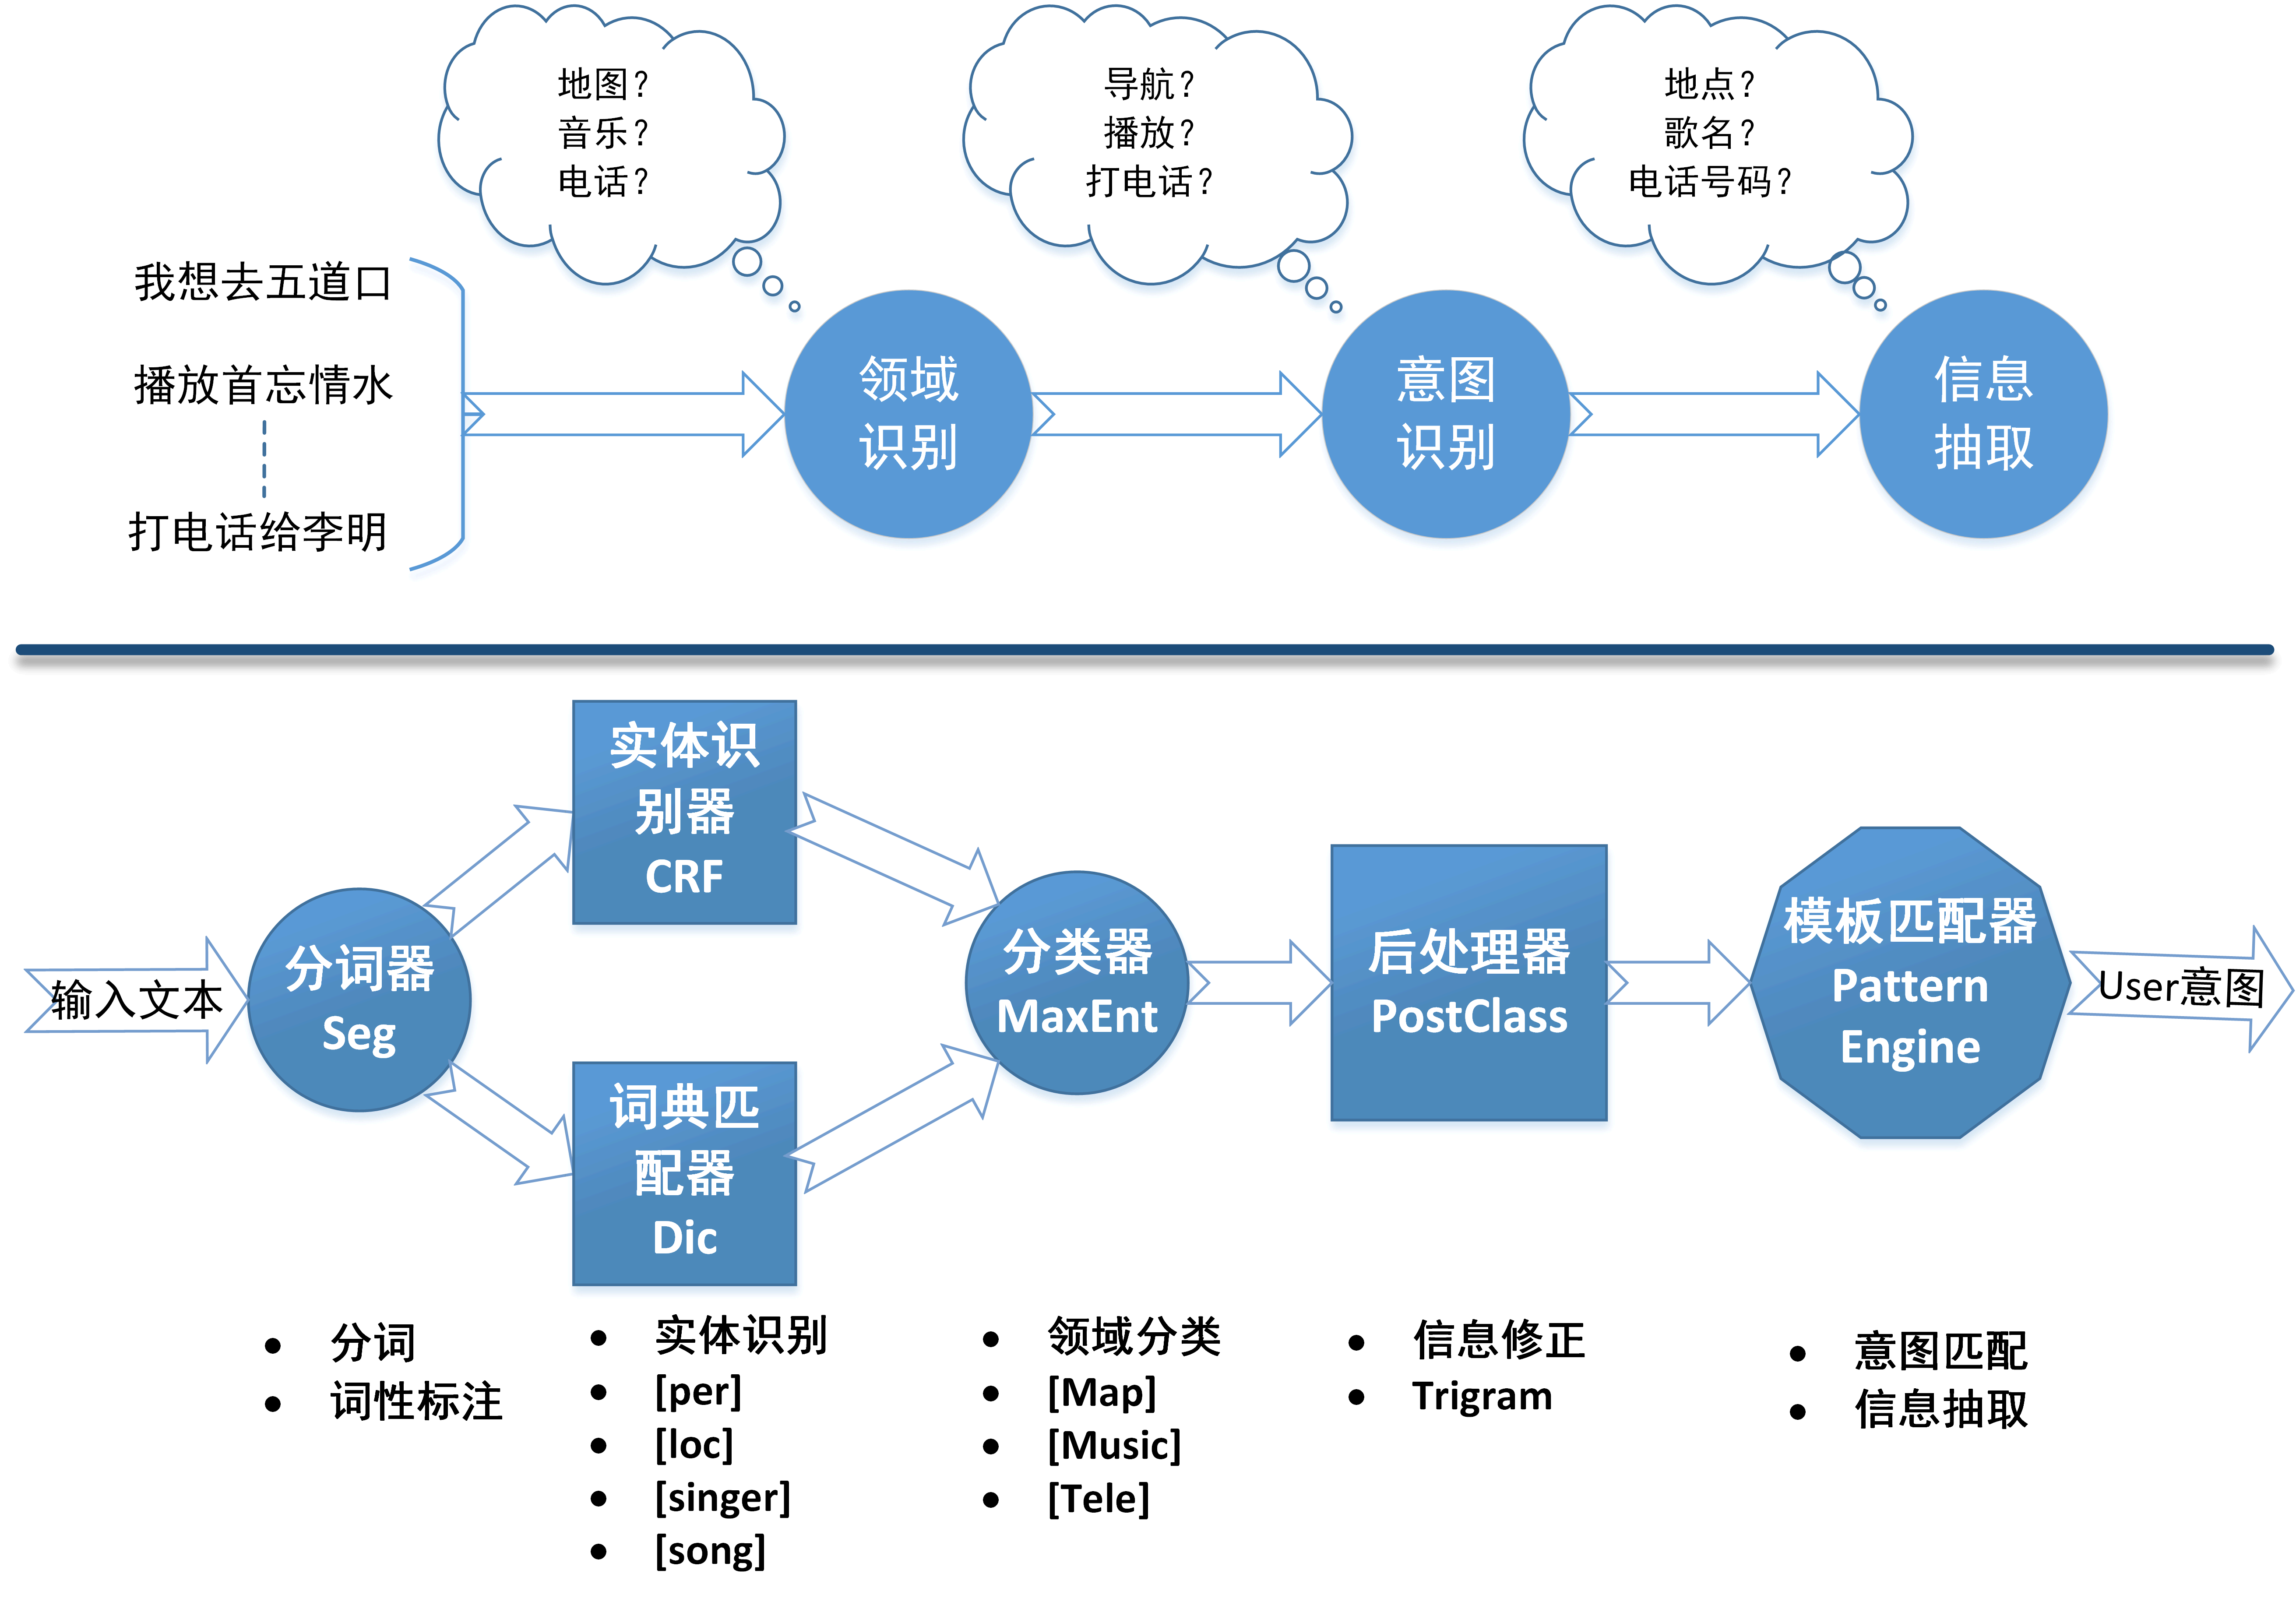 地图？
音乐？
电话？
导航？
播放？
打电话？
地点？
歌名？
电话号码？
我想去五道口
播放首忘情水
打电话给李明
领域
识别
意图
识别
信息
抽取
输入文本
分词器
Seg
实体识
别器
CRF
词典匹
配器
Dic
分类器
MaxEnt
后处理器
PostClass
模板匹配器
Pattern
Engine
User意图
• 分词
• 词性标注
• 实体识别
• [per]
• [loc]
• [singer]
• [song]
• 领域分类
• [Map]
• [Music]
• [Tele]
• 信息修正
• Trigram
• 意图匹配
• 信息抽取